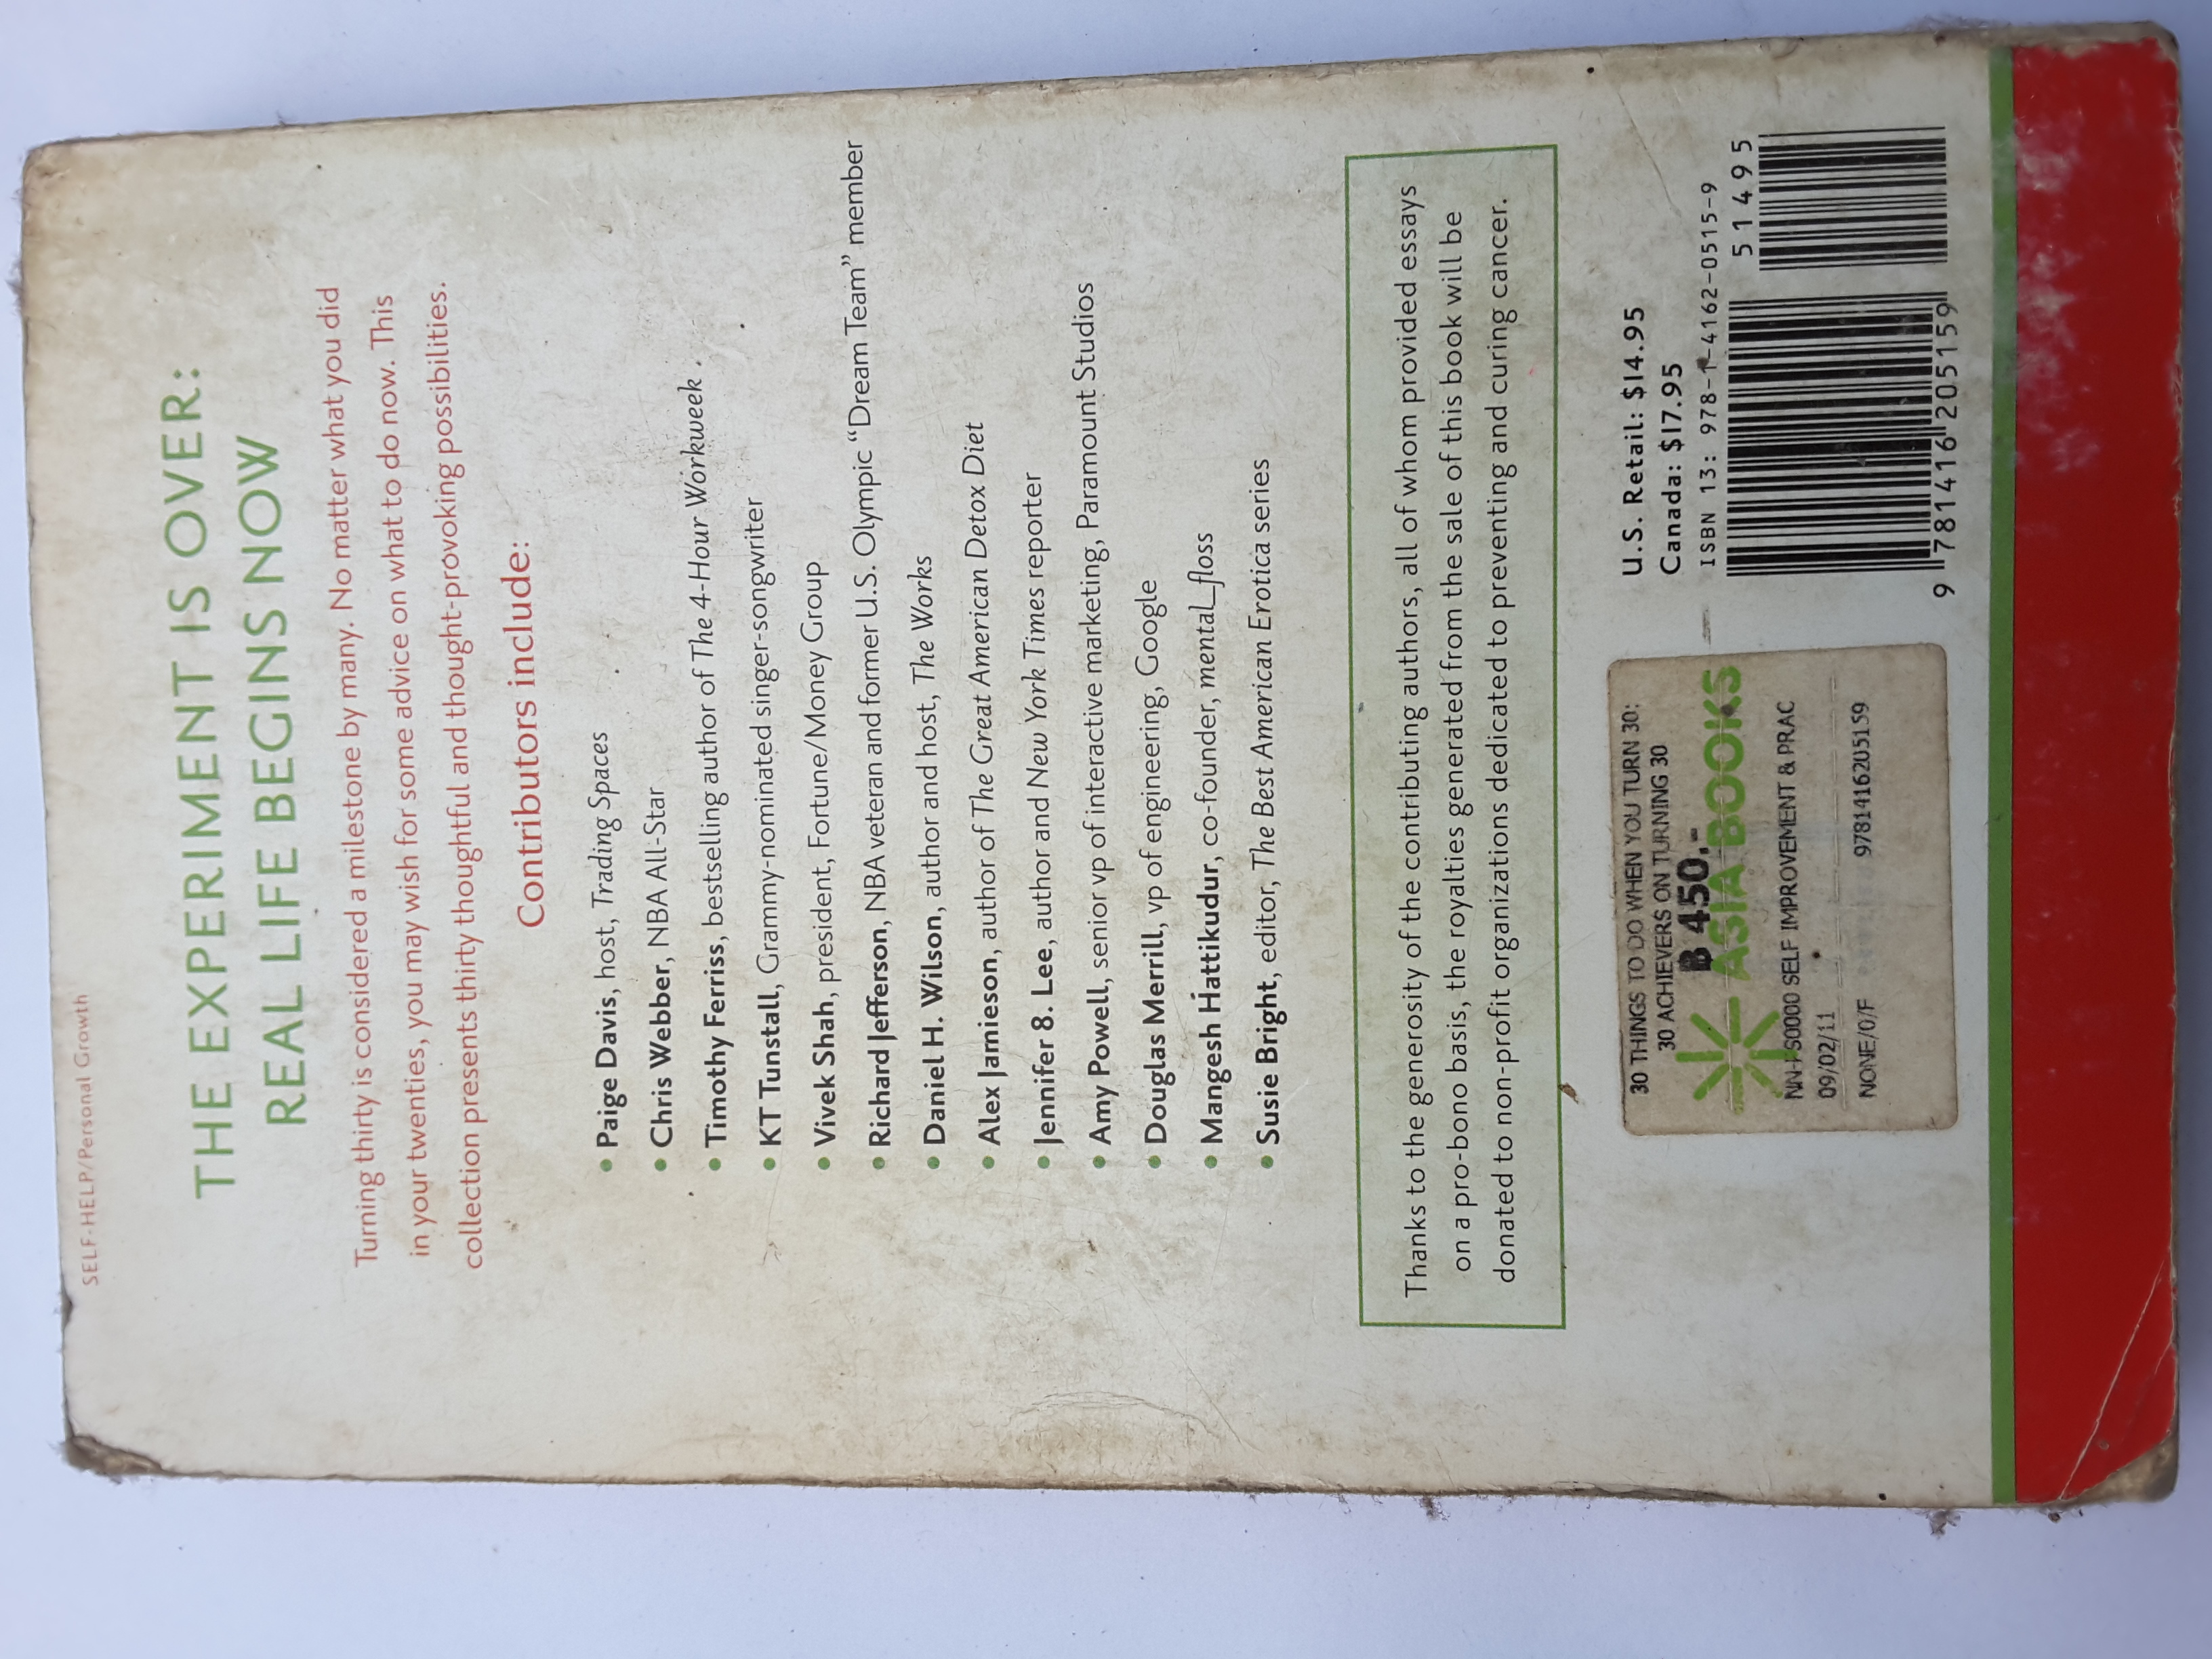 SELF-HELP/Personal Growth
THE EXPERIMENT IS OVER:
REAL LIFE BEGINS NOW
Turning thirty is considered a milestone by many. No matter what you did
in your twenties, you may wish for some advice on what to do now. This
collection presents thirty thoughtful and thought-provoking possibilities.
Contributors include:
• Paige Davis, host, Trading Spaces
• Chris Webber, NBA All-Star
• Timothy Ferriss, bestselling author of The 4-Hour Workweek
• KT Tunstall, Grammy-nominated singer-songwriter
• Vivek Shah, president, Fortune/Money Group
• Richard Jefferson, NBA veteran and former U.S. Olympic “Dream Team” member
• Daniel H. Wilson, author and host, The Works
• Alex Jamieson, author of The Great American Detox Diet
• Jennifer 8. Lee, author and New York Times reporter
• Amy Powell, senior vp of interactive marketing, Paramount Studios
• Douglas Merrill, vp of engineering, Google
• Mangesh Hattikudur, co-founder, mental_floss
• Susie Bright, editor, The Best American Erotica series
Thanks to the generosity of the contributing authors, all of whom provided essays
on a pro-bono basis, the royalties generated from the sale of this book will be
donated to non-profit organizations dedicated to preventing and curing cancer.
30 THINGS TO DO WHEN YOU TURN 30:
30 ACHIEVERS ON TURNING 30
B 450.-
ASIA BOOKS
SELF IMPROVEMENT & PRAC
09/02/11
NONE/0/F 9781416205159
U.S. Retail: $14.95
Canada: $17.95
ISBN 13: 978-1-4162-0515-9
51495
9 781416 205159